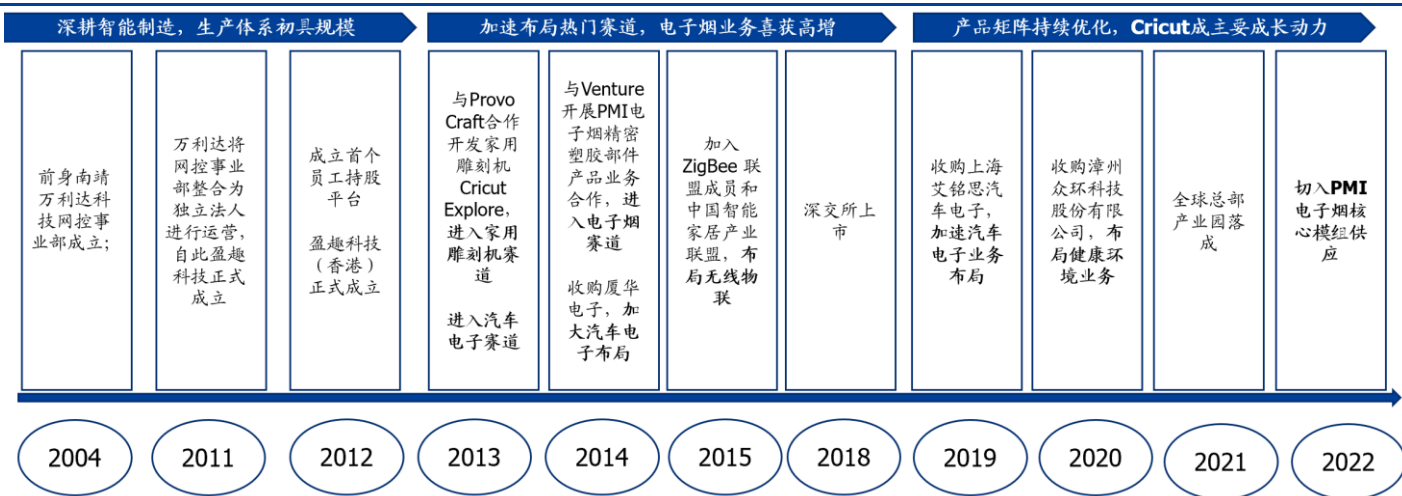 深耕智能制造，生产体系初具规模
加速布局热门赛道，电子烟业务喜获高增
产品矩阵持续优化，Cricut成主要成长动力
前身南靖
万利达科
技网控事
业部成立；
万利达将
网控事业
部整合为
独立法人
进行运营，
自此盈趣
科技正式
成立
成立首个
员工持股
平台
盈趣科技
（香港）
正式成立
与Provo
Craft合作
开发家用
雕刻机
Cricut
Explore，
进入家用
雕刻机赛
道
进入汽车
电子赛道
与Venture
开展PMI电
子烟精密
塑胶部件
产品业务
合作，进
入电子烟
赛道
收购厦华
电子，加
大汽车电
子布局
加入
ZigBee 联
盟成员和
中国智能
家居产业
联盟，布
局无线物
联
深交所上
市
收购上海
艾铭思汽
车电子，
加速汽车
电子业务
布局
收购漳州
众环科技
股份有限
公司，布
局健康环
境业务
全球总部
产业园落
成
切入PMI
电子烟核
心模组供
应
2004
2011
2012
2013
2014
2015
2018
2019
2020
2021
2022